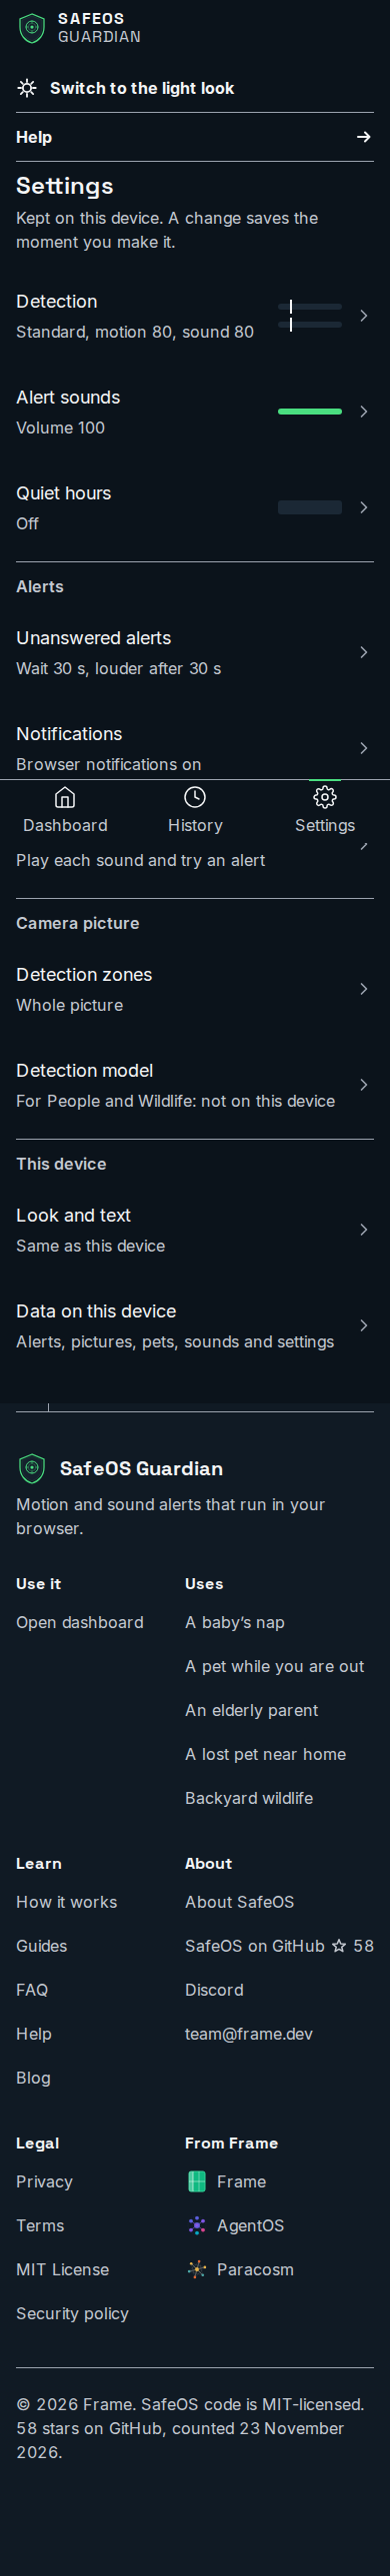 SAFEOS
GUARDIAN
Switch to the light look
Help
Settings
Kept on this device. A change saves the
moment you make it.
Detection
Standard, motion 80, sound 80
Alert sounds
Volume 100
Quiet hours
Off
Alerts
Unanswered alerts
Wait 30 s, louder after 30 s
Notifications
Browser notifications on
Dashboard
History
Settings
Play each sound and try an alert
Camera picture
Detection zones
Whole picture
Detection model
For People and Wildlife: not on this device
This device
Look and text
Same as this device
Data on this device
Alerts, pictures, pets, sounds and settings
SafeOS Guardian
Motion and sound alerts that run in your
browser.
Use it
Open dashboard
Uses
A baby’s nap
A pet while you are out
An elderly parent
A lost pet near home
Backyard wildlife
Learn
How it works
Guides
FAQ
Help
Blog
About
About SafeOS
SafeOS on GitHub ☆ 58
Discord
team@frame.dev
Legal
Privacy
Terms
MIT License
Security policy
From Frame
Frame
AgentOS
Paracosm
© 2026 Frame. SafeOS code is MIT-licensed.
58 stars on GitHub, counted 23 November
2026.